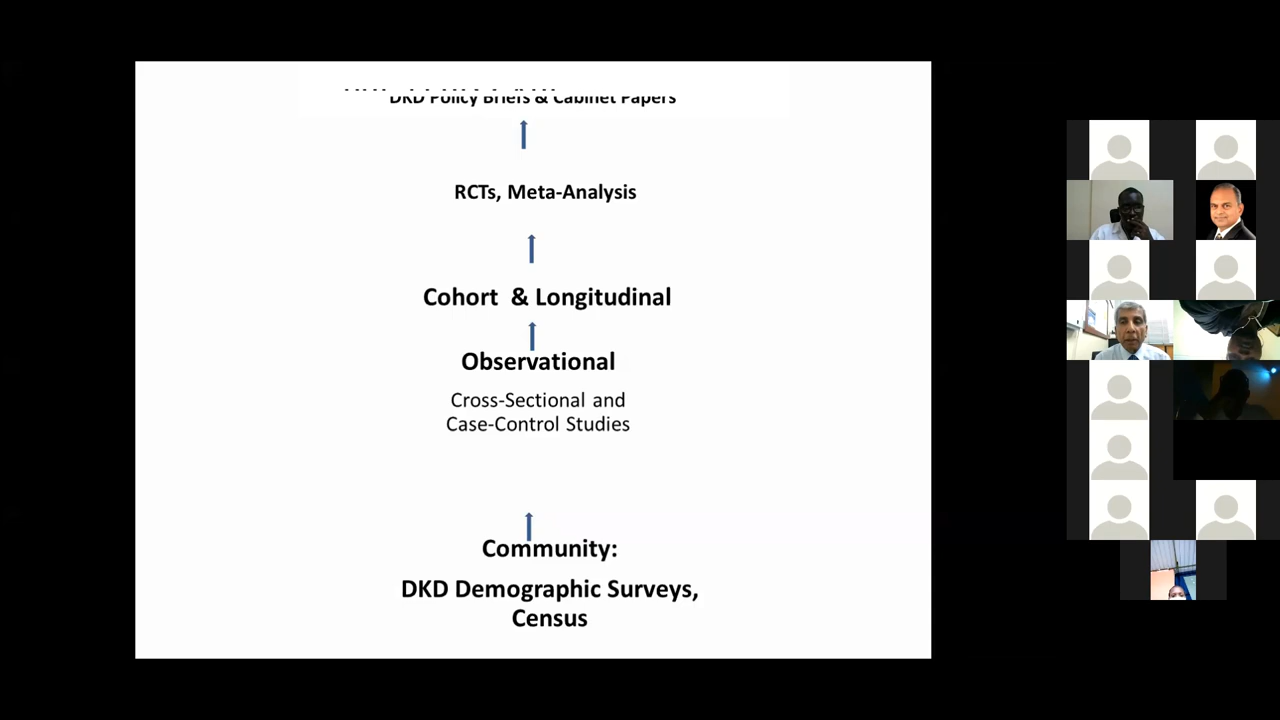 DKD Policy Briefs & Cabinet Papers
RCTs, Meta-Analysis
Cohort & Longitudinal
Observational
Cross-Sectional and
Case-Control Studies
Community:
DKD Demographic Surveys,
Census